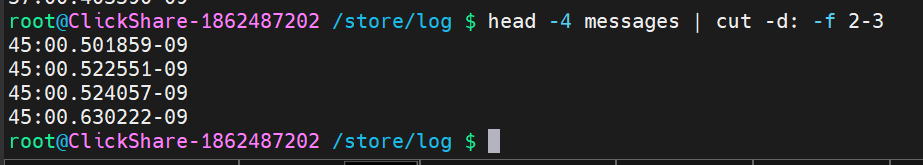 root@ClickShare-1862487202 /store/log $ head -4 messages | cut -d: -f 2-3
45:00.501859-09
45:00.522551-09
45:00.524057-09
45:00.630222-09
root@ClickShare-1862487202 /store/log $